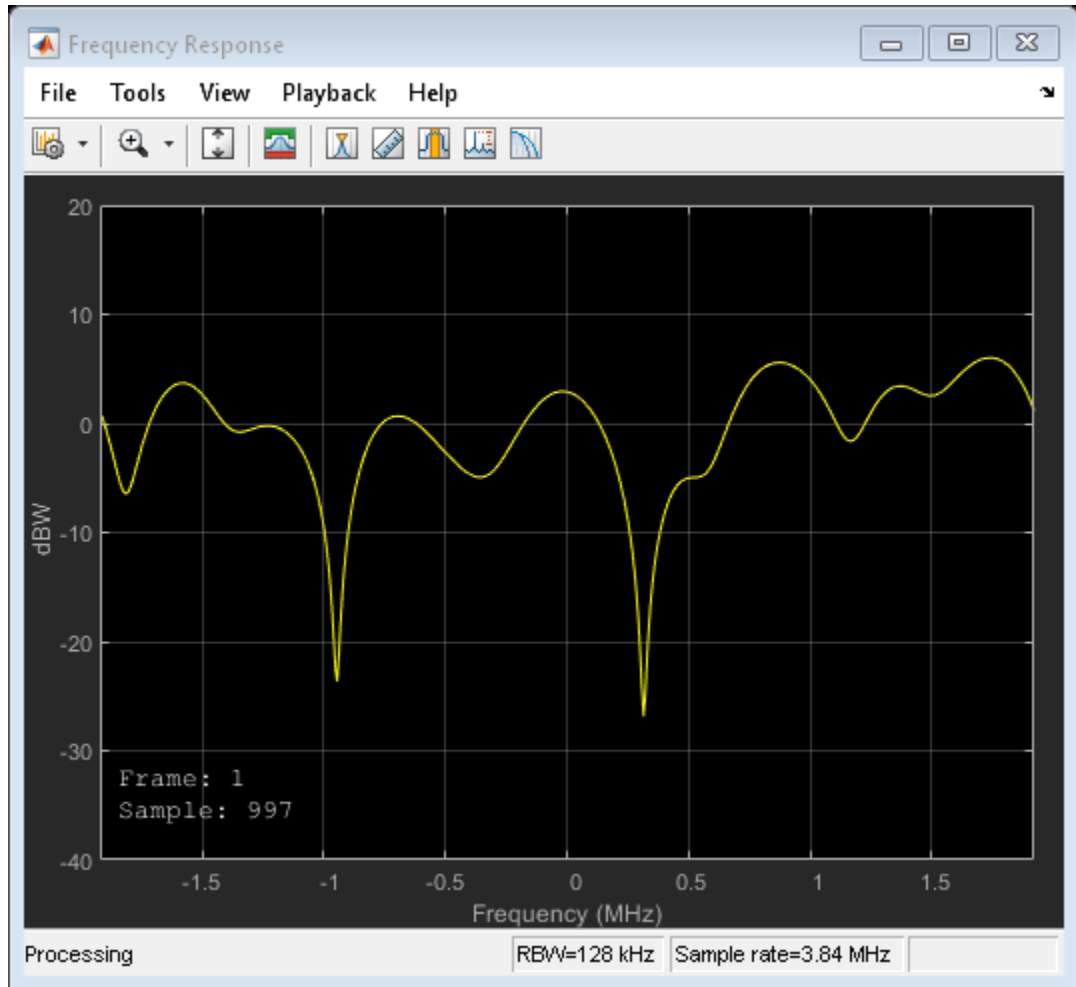 Frequency Response
File Tools View Playback Help
20
10
0
-10
-20
-30
-40
dBW
Frame: 1
Sample: 997
-1.5 -1 -0.5 0 0.5 1 1.5
Frequency (MHz)
Processing RBW=128 kHz Sample rate=3.84 MHz